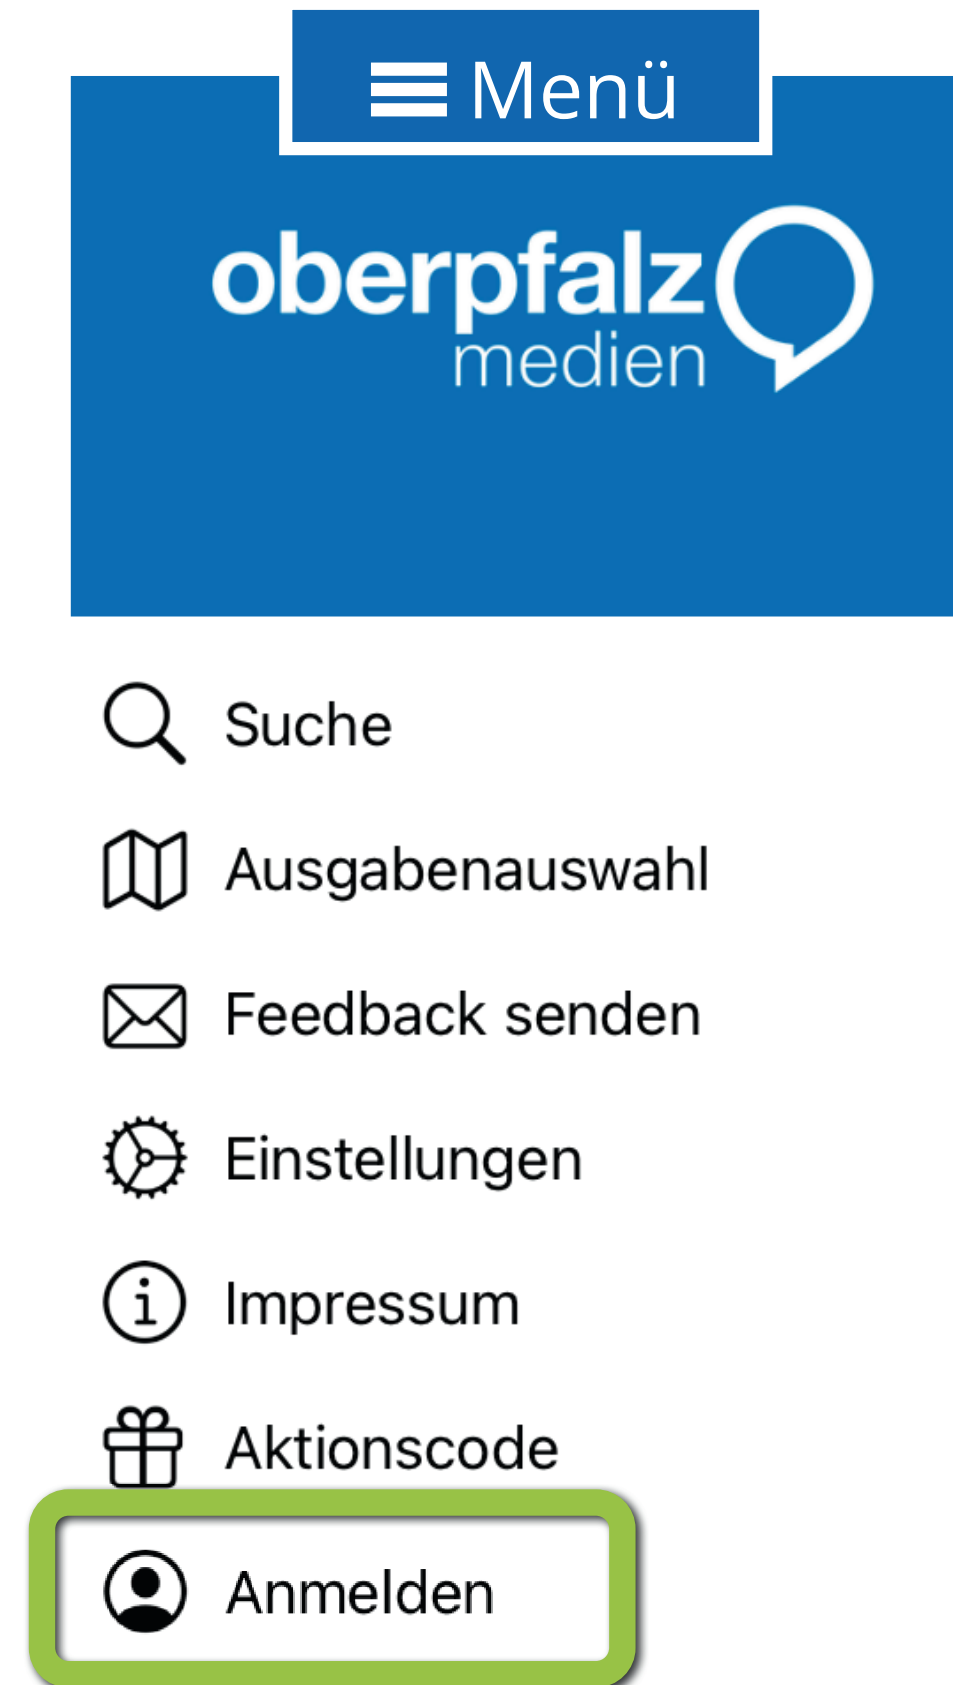 Menü
oberpfalz
medien
Suche
Ausgabenauswahl
Feedback senden
Einstellungen
Impressum
Aktionscode
Anmelden